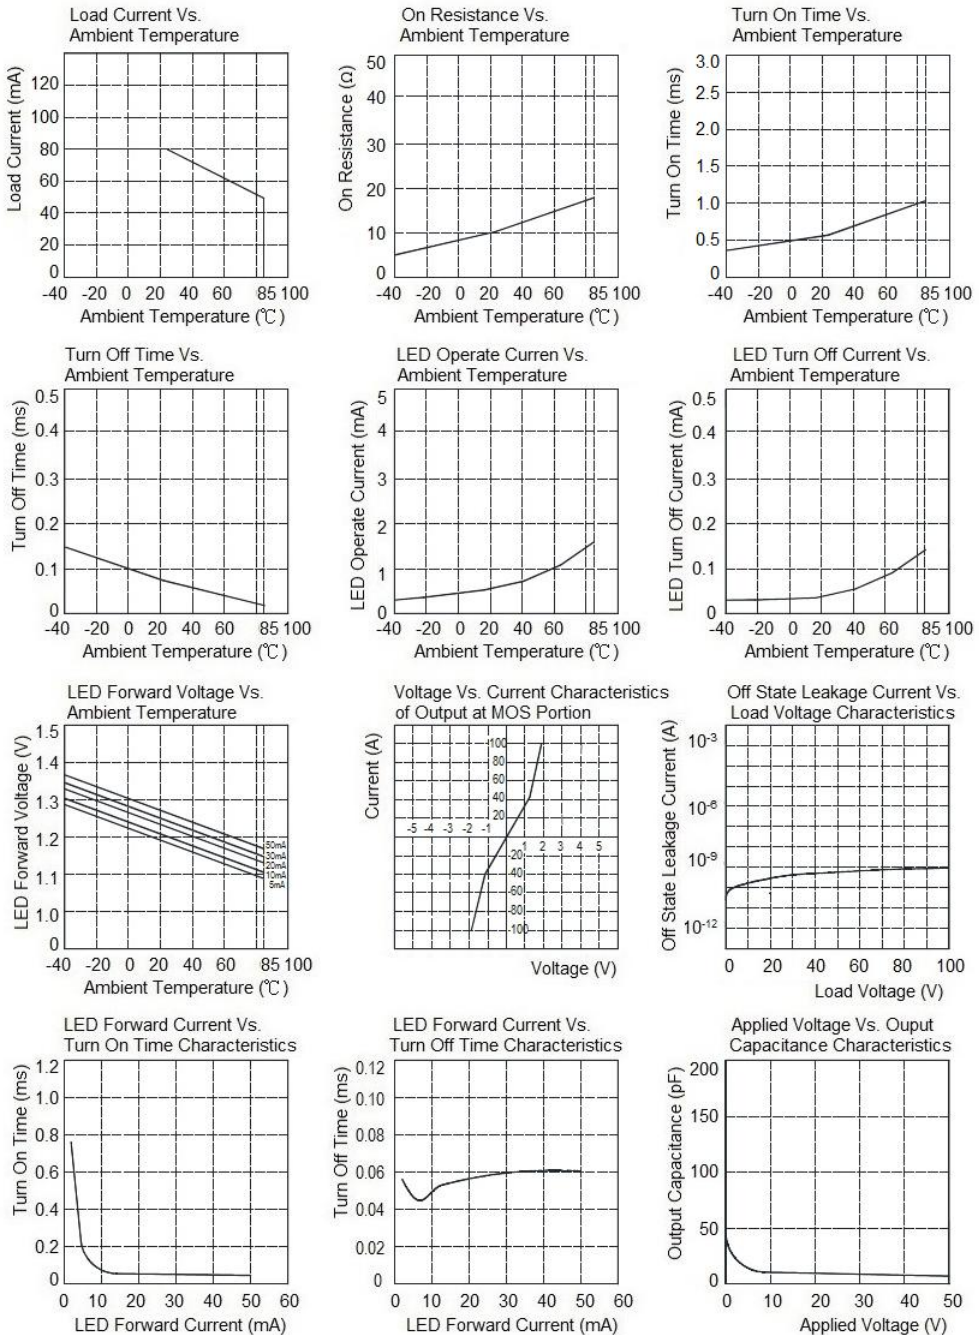 Load Current Vs.
Ambient Temperature
Load Current (mA)
120
100
80
60
40
20
0
-40 -20 0 20 40 60 85 100
Ambient Temperature (℃)
On Resistance Vs.
Ambient Temperature
On Resistance (Ω)
50
40
30
20
10
0
-40 -20 0 20 40 60 85 100
Ambient Temperature (℃)
Turn On Time Vs.
Ambient Temperature
Turn On Time (ms)
3.0
2.5
2.0
1.5
1.0
0.5
0
-40 -20 0 20 40 60 85 100
Ambient Temperature (℃)
Turn Off Time Vs.
Ambient Temperature
Turn Off Time (ms)
0.5
0.4
0.3
0.2
0.1
0
-40 -20 0 20 40 60 85 100
Ambient Temperature (℃)
LED Operate Curren Vs.
Ambient Temperature
LED Operate Current (mA)
5
4
3
2
1
0
-40 -20 0 20 40 60 85 100
Ambient Temperature (℃)
LED Turn Off Current Vs.
Ambient Temperature
LED Turn Off Current (mA)
0.5
0.4
0.3
0.2
0.1
0
-40 -20 0 20 40 60 85 100
Ambient Temperature (℃)
LED Forward Voltage Vs.
Ambient Temperature
LED Forward Voltage (V)
1.5
1.4
1.3
1.2
1.1
1.0
0
50mA
30mA
20mA
10mA
5mA
-40 -20 0 20 40 60 85 100
Ambient Temperature (℃)
Voltage Vs. Current Characteristics
of Output at MOS Portion
Current (A)
100
80
60
40
20
-5 -4 -3 -2 -1
1 2 3 4 5
-20
-40
-60
-80
-100
Voltage (V)
Off State Leakage Current Vs.
Load Voltage Characteristics
Off State Leakage Current (A)
10-3
10-6
10-9
10-12
0 20 40 60 80 100
Load Voltage (V)
LED Forward Current Vs.
Turn On Time Characteristics
Turn On Time (ms)
1.2
1.0
0.8
0.6
0.4
0.2
0
0 10 20 30 40 50 60
LED Forward Current (mA)
LED Forward Current Vs.
Turn Off Time Characteristics
Turn Off Time (ms)
0.12
0.10
0.08
0.06
0.04
0.02
0
0 10 20 30 40 50 60
LED Forward Current (mA)
Applied Voltage Vs. Ouput
Capacitance Characteristics
Output Capacitance (pF)
200
150
100
50
0
0 10 20 30 40 50
Applied Voltage (V)